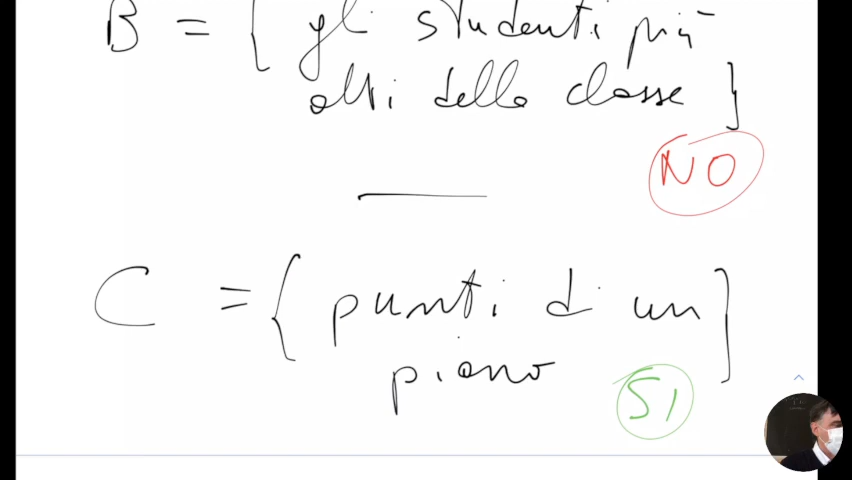 B = { gli studenti più
alti della classe }
NO
C = { punti di un }
piano
SI